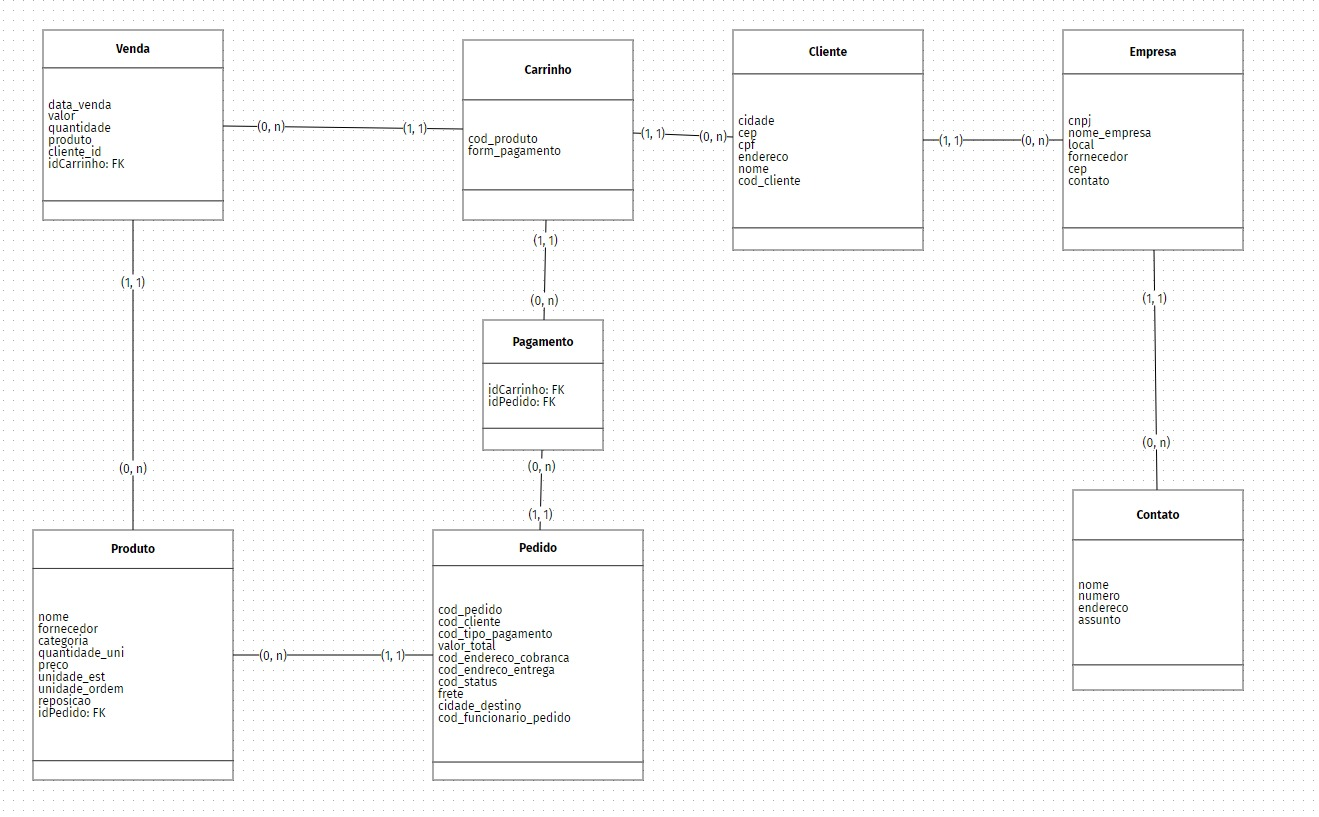 Venda
data_venda
valor
quantidade
produto
cliente_id
idCarrinho: FK
(0, n)
(1, 1)
Carrinho
cod_produto
form_pagamento
(1, 1)
(0, n)
Cliente
cidade
cep
cpf
endereco
nome
cod_cliente
(1, 1)
(0, n)
Empresa
cnpj
nome_empresa
local
fornecedor
cep
contato
(1, 1)
(0, n)
(1, 1)
(0, n)
Pagamento
idCarrinho: FK
idPedido: FK
(0, n)
(1, 1)
(1, 1)
(0, n)
Produto
nome
fornecedor
categoria
quantidade_uni
preco
unidade_est
unidade_ordem
reposicao
idPedido: FK
(0, n)
(1, 1)
Pedido
cod_pedido
cod_cliente
cod_tipo_pagamento
valor_total
cod_endereco_cobranca
cod_endreco_entrega
cod_status
frete
cidade_destino
cod_funcionario_pedido
Contato
nome
numero
endereco
assunto